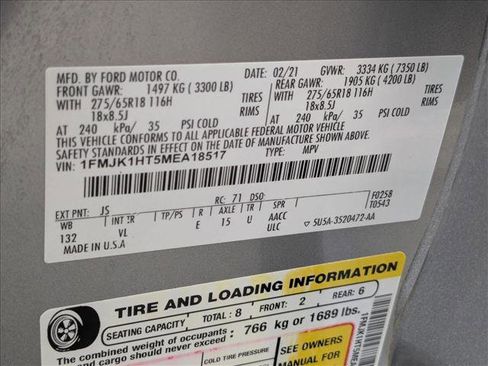 MFD. BY FORD MOTOR CO. DATE: 02/21 GVWR: 3334 KG (7350 LB)
FRONT GAWR: 1497 KG (3300 LB) REAR GAWR: 1905 KG (4200 LB)
WITH 275/65R18 116H TIRES WITH 275/65R18 116H TIRES
18x8.5J RIMS 18x8.5J RIMS
AT 240 kPa/ 35 PSI COLD AT 240 kPa/ 35 PSI COLD
THIS VEHICLE CONFORMS TO ALL APPLICABLE FEDERAL MOTOR VEHICLE
SAFETY STANDARDS IN EFFECT ON THE DATE OF MANUFACTURE SHOWN ABOVE.
VIN: 1FMJK1HT5MEA18517 TYPE: MPV
F0258
T0543
EXT PNT: JS RC: 71 DSO:
WB INT TR TP/PS R AXLE TR SPR
132 VL E 15 U AACC
ULC 5U5A-3520472-AA
MADE IN U.S.A
TIRE AND LOADING INFORMATION
SEATING CAPACITY TOTAL: 8 FRONT: 2 REAR: 6
The combined weight of occupants
and cargo should never exceed: 766 kg or 1689 lbs.
COLD TIRE PRESSURE SEE OWNERS
MANUAL FOR